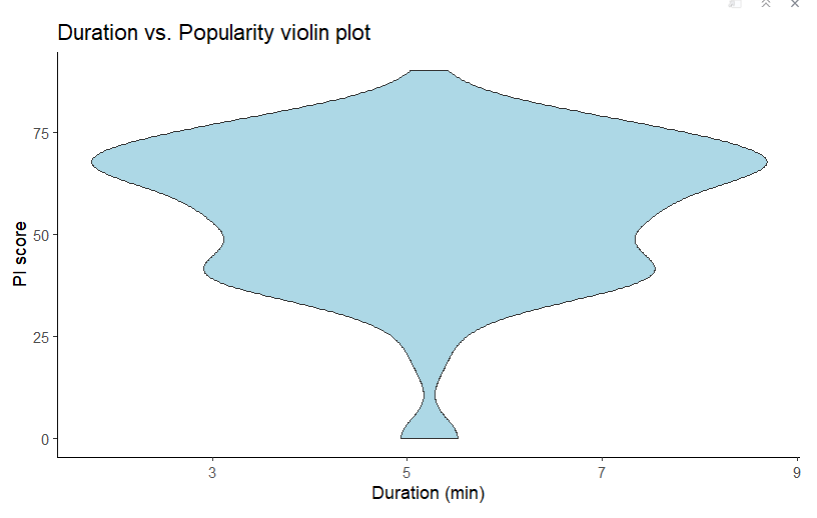 Duration vs. Popularity violin plot
75
50
25
0
PI score
3 5 7 9
Duration (min)